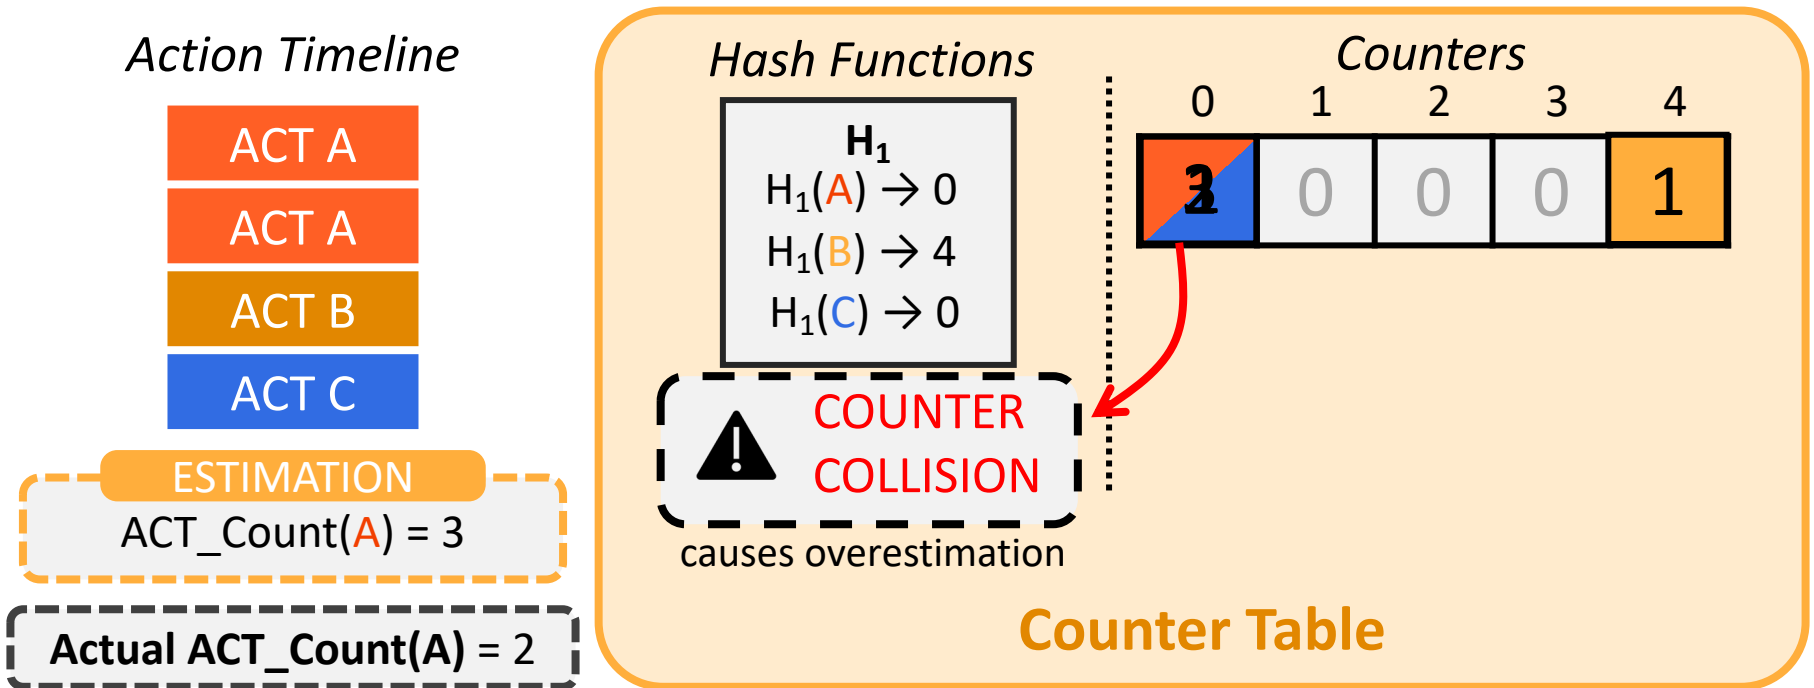 Action Timeline
ACT A
ACT A
ACT B
ACT C
ESTIMATION
ACT_Count(A) = 3
Actual ACT_Count(A) = 2
Hash Functions
H₁
H₁(A) → 0
H₁(B) → 4
H₁(C) → 0
COUNTER
COLLISION
causes overestimation
Counters
0 1 2 3 4
0 0 0 1
Counter Table